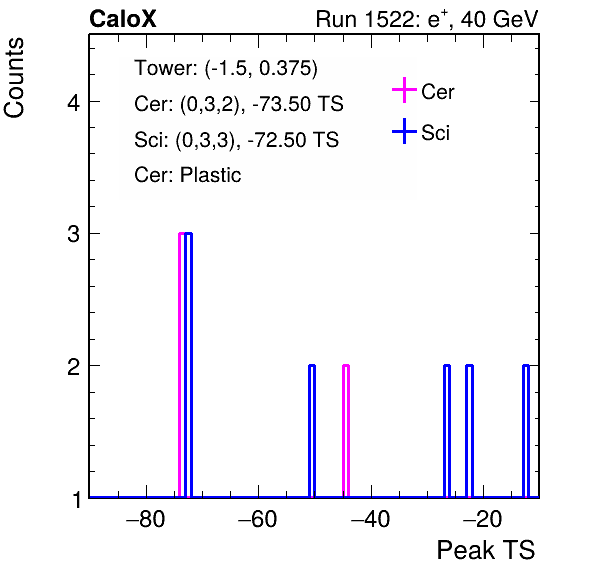 CaloX
Run 1522: e+, 40 GeV
Counts
Tower: (-1.5, 0.375)
Cer: (0,3,2), -73.50 TS
Sci: (0,3,3), -72.50 TS
Cer: Plastic
Cer
Sci
4
3
2
1
−80
−60
−40
−20
Peak TS